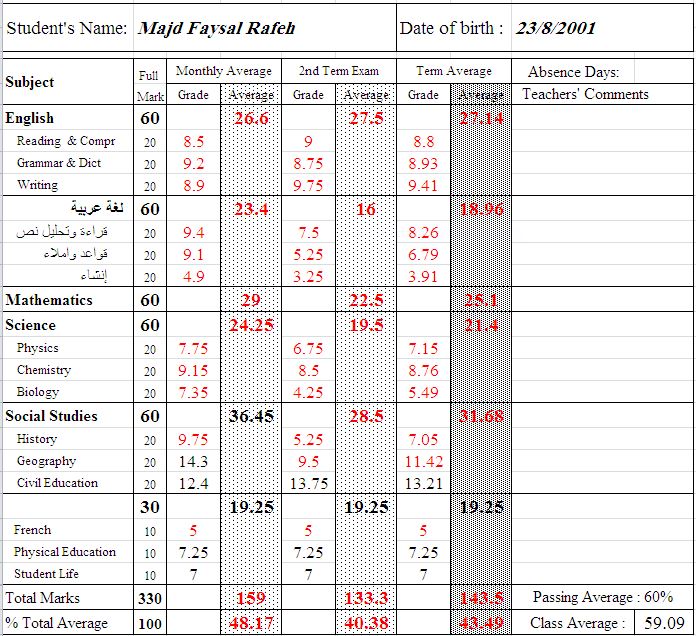 Student's Name: Majd Faysal Rafeh Date of birth : 23/8/2001
Subject Full Mark Monthly Average 2nd Term Exam Term Average Absence Days:
Grade Average Grade Average Grade Average Teachers' Comments
English 60 26.6 27.5 27.14
Reading & Compr 20 8.5 9 8.8
Grammar & Dict 20 9.2 8.75 8.93
Writing 20 8.9 9.75 9.41
لغة عربية 60 23.4 16 18.96
قراءة وتحليل نص 20 9.4 7.5 8.26
قواعد واملاء 20 9.1 5.25 6.79
إنشاء 20 4.9 3.25 3.91
Mathematics 60 29 22.5 25.1
Science 60 24.25 19.5 21.4
Physics 20 7.75 6.75 7.15
Chemistry 20 9.15 8.5 8.76
Biology 20 7.35 4.25 5.49
Social Studies 60 36.45 28.5 31.68
History 20 9.75 5.25 7.05
Geography 20 14.3 9.5 11.42
Civil Education 20 12.4 13.75 13.21
30 19.25 19.25 19.25
French 10 5 5 5
Physical Education 10 7.25 7.25 7.25
Student Life 10 7 7 7
Total Marks 330 159 133.3 143.5 Passing Average : 60%
% Total Average 100 48.17 40.38 43.49 Class Average : 59.09